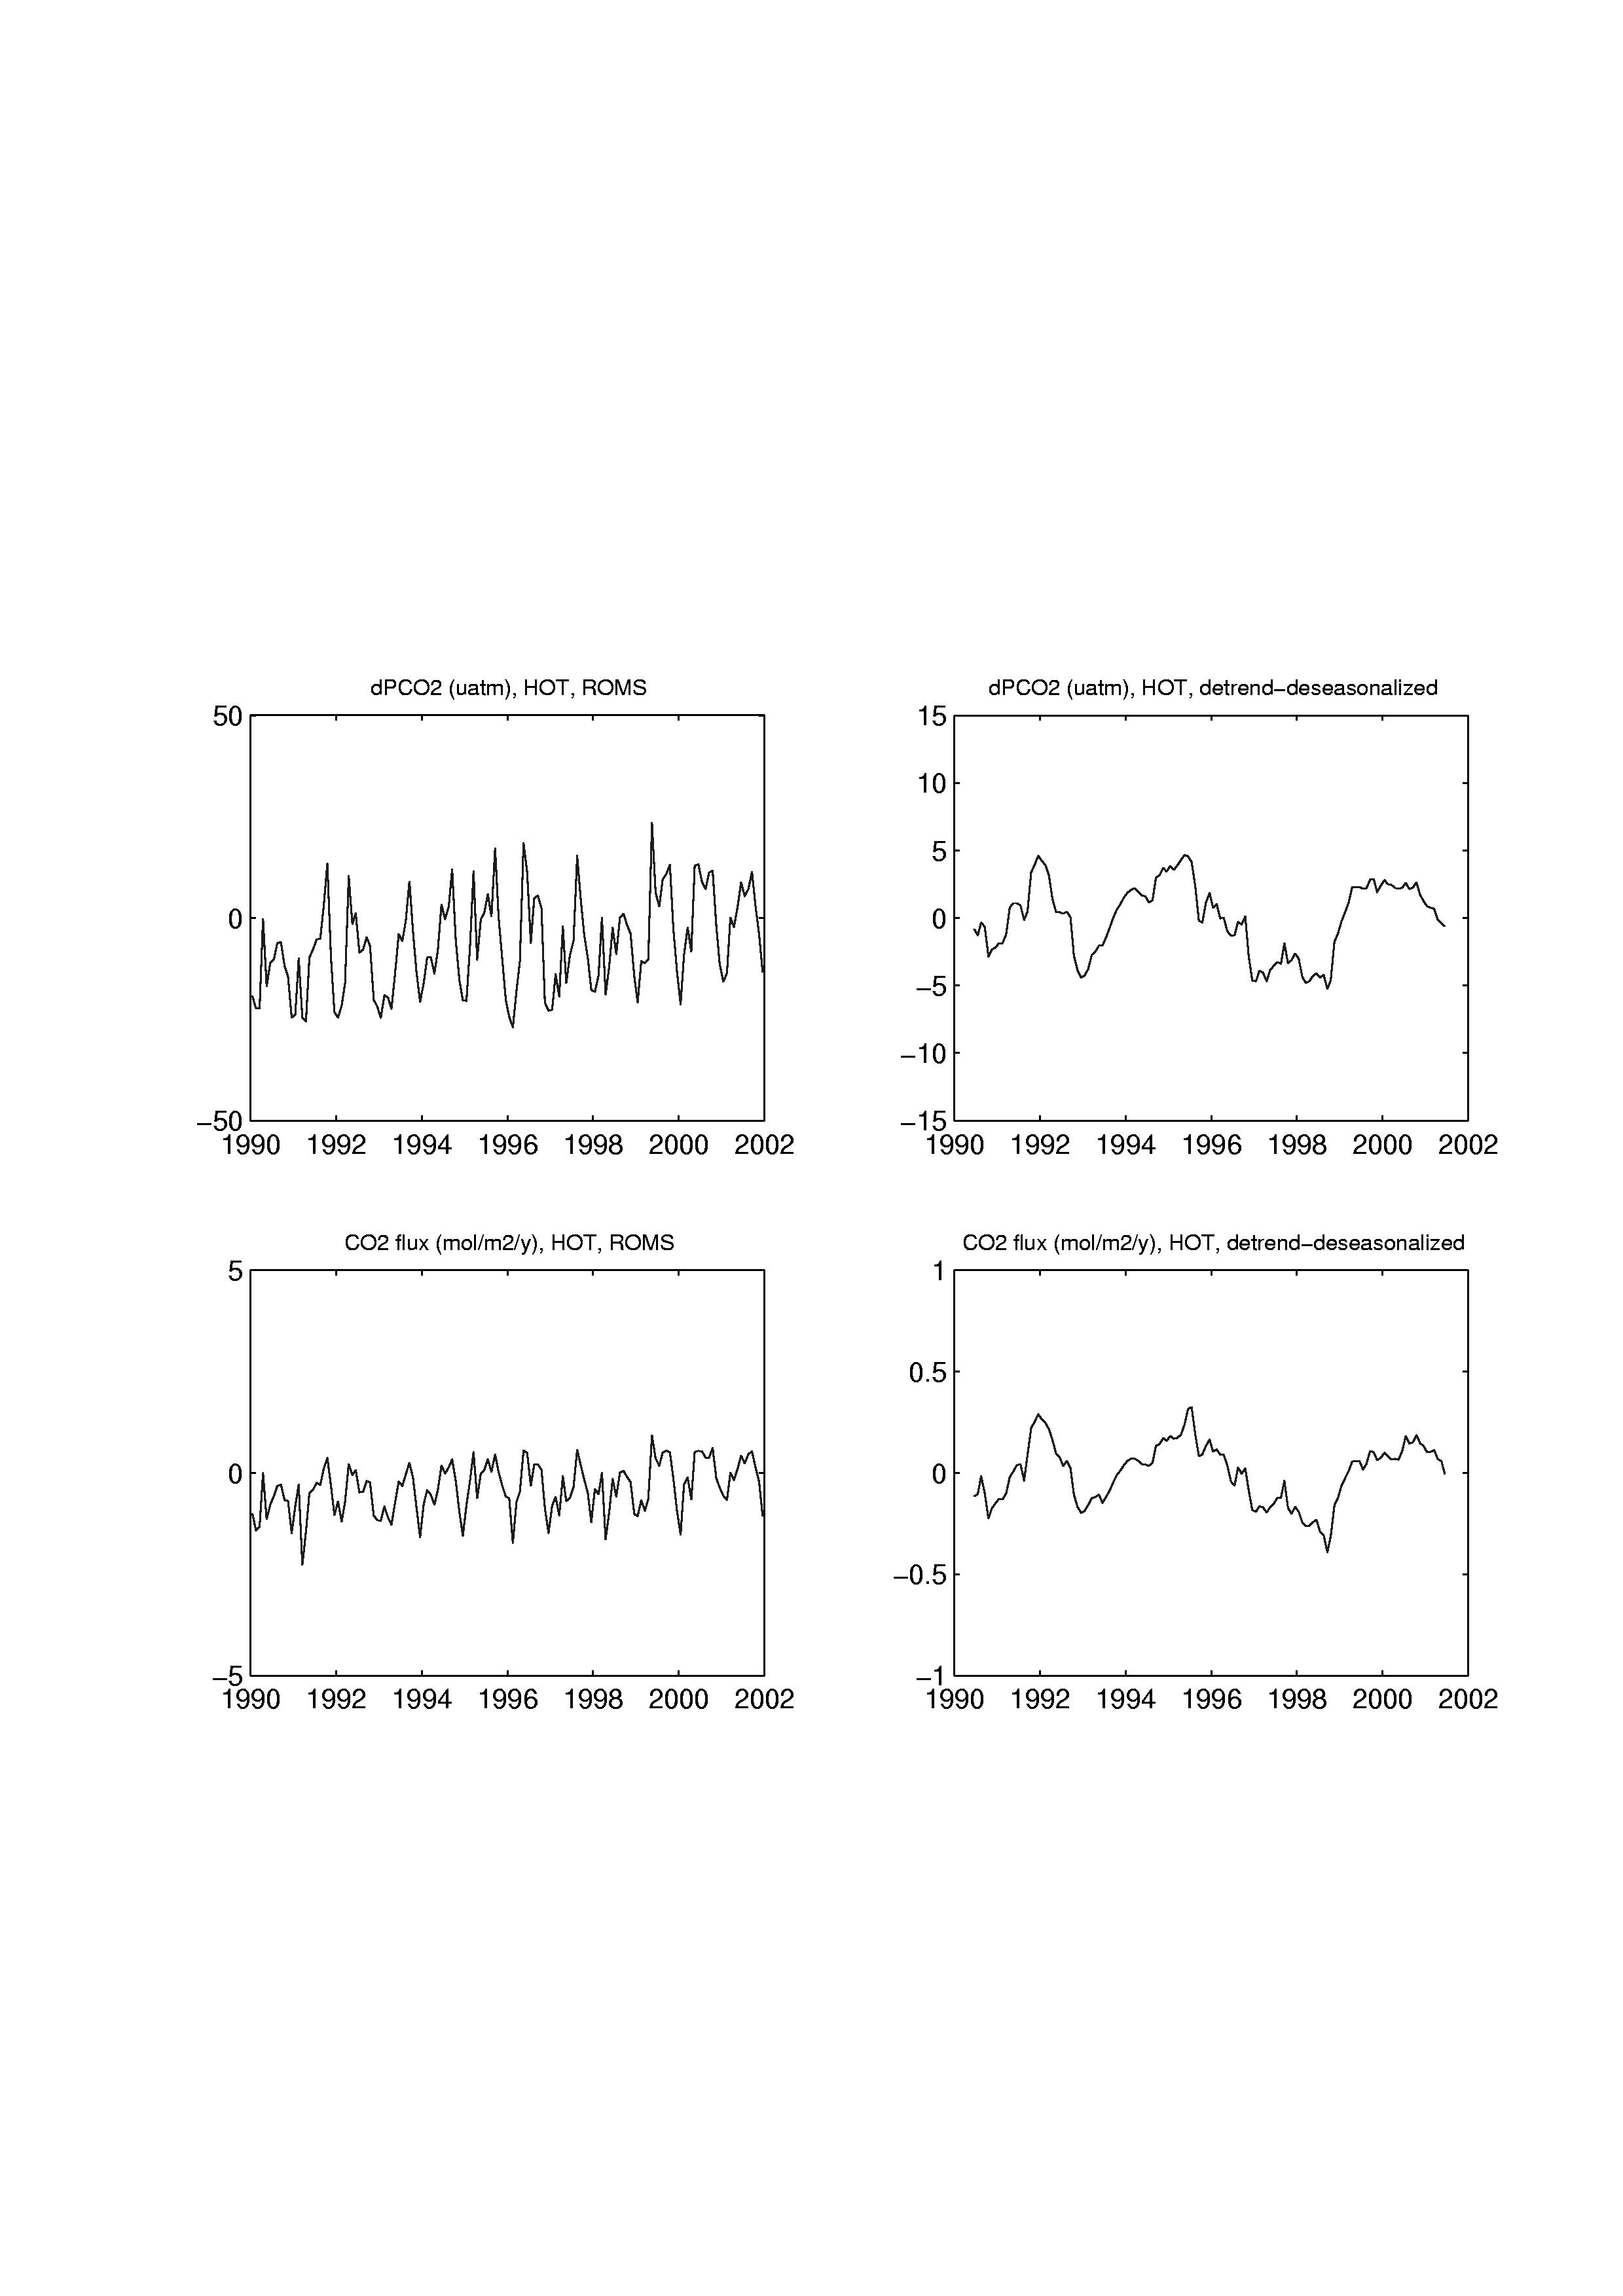 dPCO2 (uatm), HOT, ROMS
50
0
−50
1990 1992 1994 1996 1998 2000 2002
dPCO2 (uatm), HOT, detrend−deseasonalized
15
10
5
0
−5
−10
−15
1990 1992 1994 1996 1998 2000 2002
CO2 flux (mol/m2/y), HOT, ROMS
5
0
−5
1990 1992 1994 1996 1998 2000 2002
CO2 flux (mol/m2/y), HOT, detrend−deseasonalized
1
0.5
0
−0.5
−1
1990 1992 1994 1996 1998 2000 2002